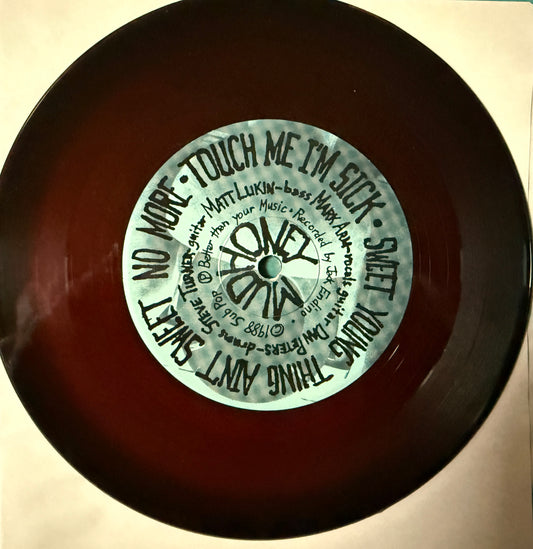 TOUCH ME I'M SICK • SWEET YOUNG THING AIN'T SWEET NO MORE •
MATT LUKIN-bass MARK ARM-vocals guitar DAN PETERS-drums STEVE TURNER-guitar
℗ Better than your Music • Recorded by Jack Endino • ©1988 SUB POP
MUDHONEY